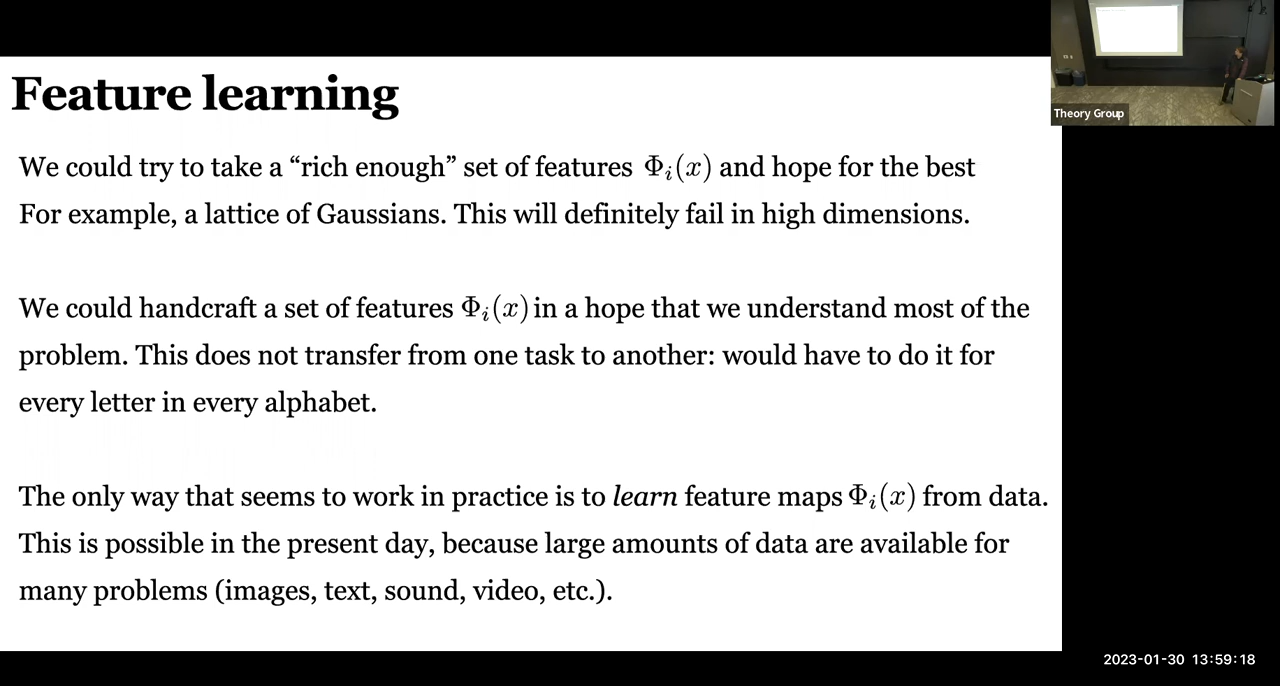 Feature learning
Theory Group
We could try to take a “rich enough” set of features Φᵢ(x) and hope for the best
For example, a lattice of Gaussians. This will definitely fail in high dimensions.
We could handcraft a set of features Φᵢ(x) in a hope that we understand most of the
problem. This does not transfer from one task to another: would have to do it for
every letter in every alphabet.
The only way that seems to work in practice is to learn feature maps Φᵢ(x) from data.
This is possible in the present day, because large amounts of data are available for
many problems (images, text, sound, video, etc.).
2023-01-30 13:59:18